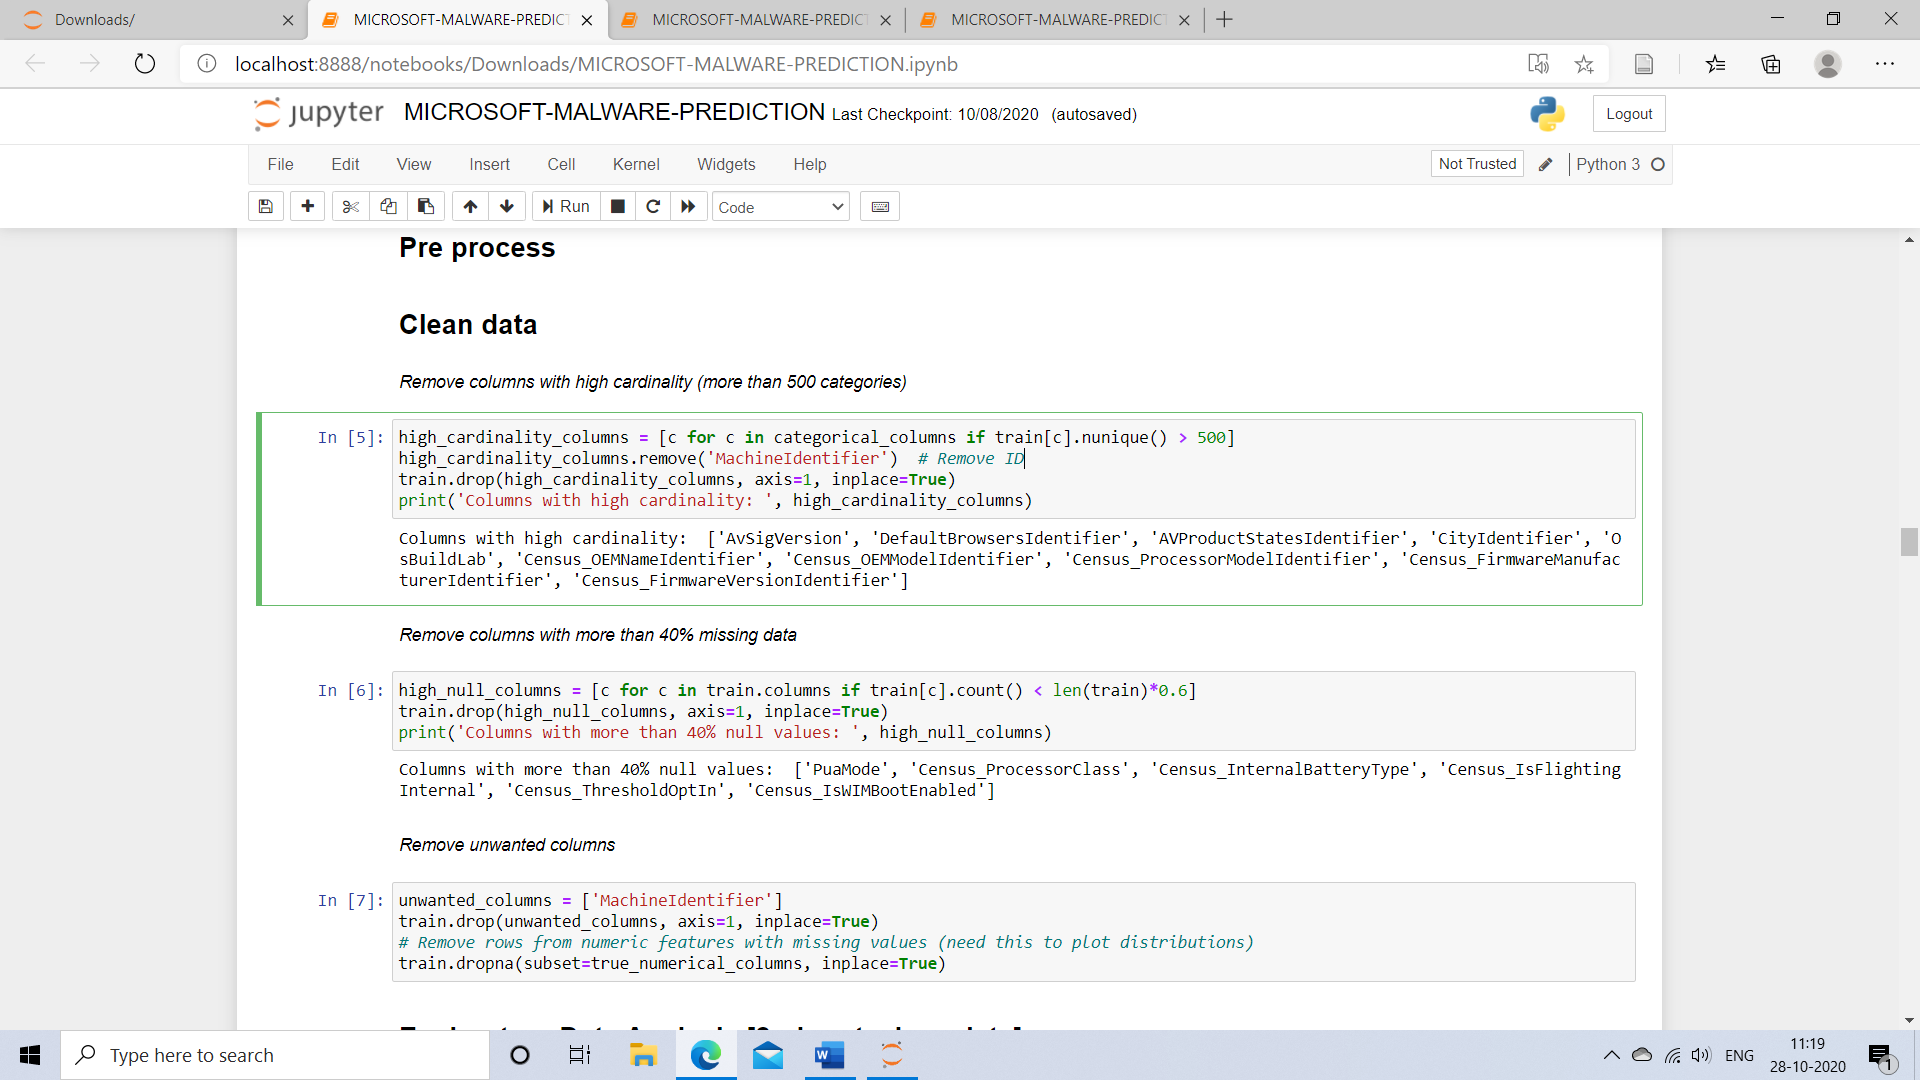 Downloads/
MICROSOFT-MALWARE-PREDICT
MICROSOFT-MALWARE-PREDIC
MICROSOFT-MALWARE-PREDIC
localhost:8888/notebooks/Downloads/MICROSOFT-MALWARE-PREDICTION.ipynb
jupyter MICROSOFT-MALWARE-PREDICTION Last Checkpoint: 10/08/2020 (autosaved)
Logout
File Edit View Insert Cell Kernel Widgets Help
Not Trusted Python 3
Run Code
Pre process
Clean data
Remove columns with high cardinality (more than 500 categories)
In [5]: high_cardinality_columns = [c for c in categorical_columns if train[c].nunique() > 500]
high_cardinality_columns.remove('MachineIdentifier')  # Remove ID
train.drop(high_cardinality_columns, axis=1, inplace=True)
print('Columns with high cardinality: ', high_cardinality_columns)
Columns with high cardinality:  ['AvSigVersion', 'DefaultBrowsersIdentifier', 'AVProductStatesIdentifier', 'CityIdentifier', 'O
sBuildLab', 'Census_OEMNameIdentifier', 'Census_OEMModelIdentifier', 'Census_ProcessorModelIdentifier', 'Census_FirmwareManufac
turerIdentifier', 'Census_FirmwareVersionIdentifier']
Remove columns with more than 40% missing data
In [6]: high_null_columns = [c for c in train.columns if train[c].count() < len(train)*0.6]
train.drop(high_null_columns, axis=1, inplace=True)
print('Columns with more than 40% null values: ', high_null_columns)
Columns with more than 40% null values:  ['PuaMode', 'Census_ProcessorClass', 'Census_InternalBatteryType', 'Census_IsFlighting
Internal', 'Census_ThresholdOptIn', 'Census_IsWIMBootEnabled']
Remove unwanted columns
In [7]: unwanted_columns = ['MachineIdentifier']
train.drop(unwanted_columns, axis=1, inplace=True)
# Remove rows from numeric features with missing values (need this to plot distributions)
train.dropna(subset=true_numerical_columns, inplace=True)
Type here to search
ENG
11:19
28-10-2020
1